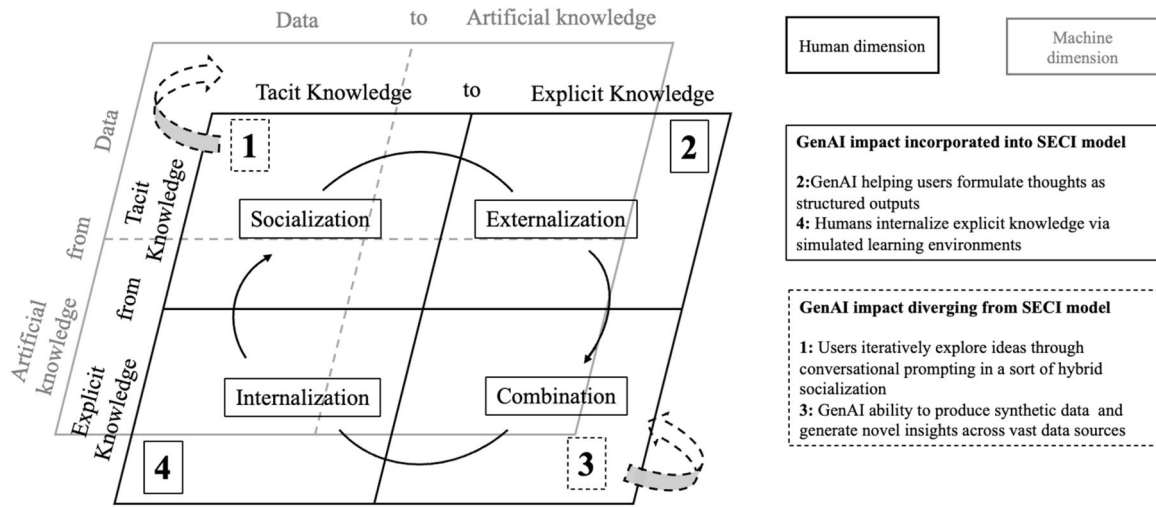 Data to Artificial knowledge
Tacit Knowledge to Explicit Knowledge
Data
from
Artificial
knowledge
Tacit
Knowledge
from
Explicit
Knowledge
1
2
Socialization
Externalization
Internalization
Combination
4
3
Human dimension
Machine
dimension
GenAI impact incorporated into SECI model
2:GenAI helping users formulate thoughts as
structured outputs
4: Humans internalize explicit knowledge via
simulated learning environments
GenAI impact diverging from SECI model
1: Users iteratively explore ideas through
conversational prompting in a sort of hybrid
socialization
3: GenAI ability to produce synthetic data and
generate novel insights across vast data sources